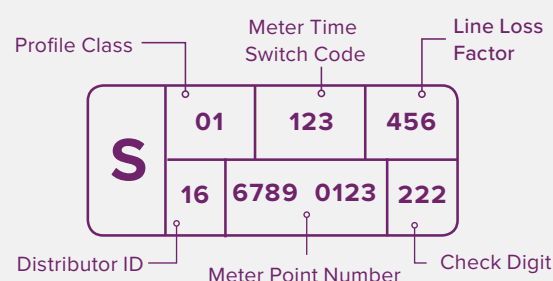 Profile Class
Meter Time
Switch Code
Line Loss
Factor
S
01 123 456
16 6789 0123 222
Distributor ID
Meter Point Number
Check Digit